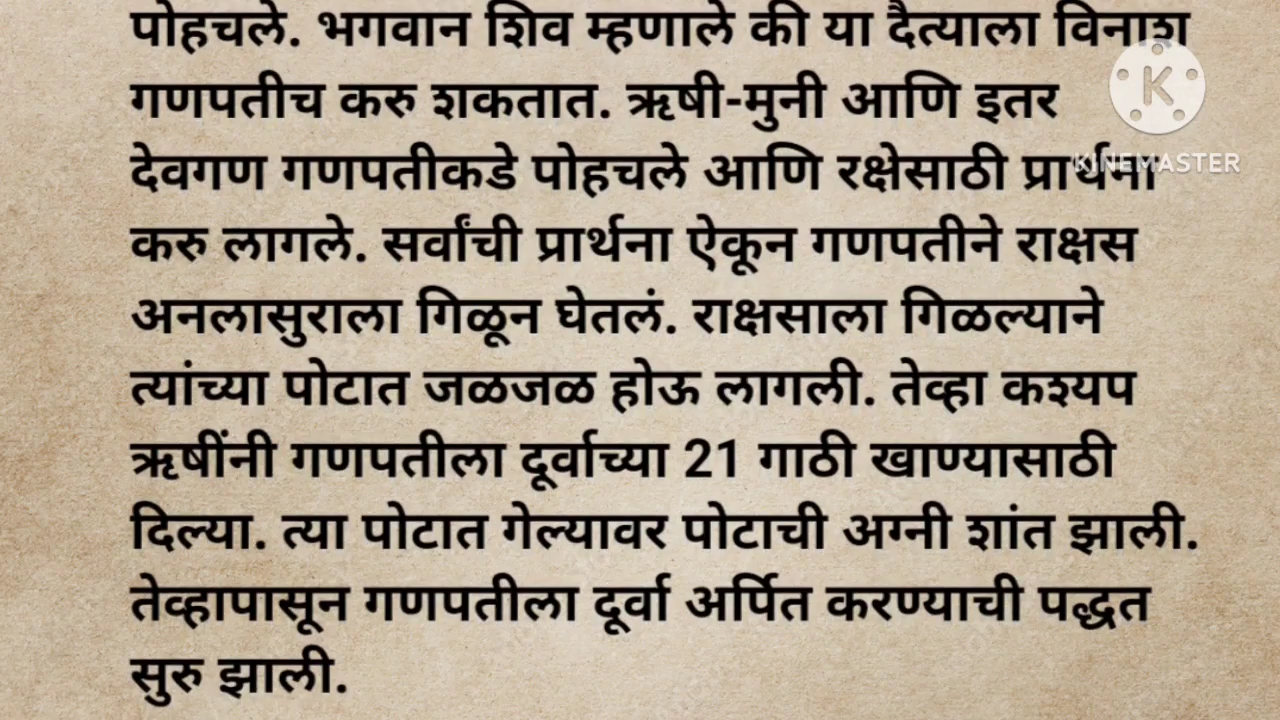 पोहचले. भगवान शिव म्हणाले की या दैत्याला विनाश
गणपतीच करु शकतात. ऋषी-मुनी आणि इतर
देवगण गणपतीकडे पोहचले आणि रक्षेसाठी प्रार्थना
करु लागले. सर्वांची प्रार्थना ऐकून गणपतीने राक्षस
अनलासुराला गिळून घेतलं. राक्षसाला गिळल्याने
त्यांच्या पोटात जळजळ होऊ लागली. तेव्हा कश्यप
ऋषींनी गणपतीला दूर्वाच्या 21 गाठी खाण्यासाठी
दिल्या. त्या पोटात गेल्यावर पोटाची अग्नी शांत झाली.
तेव्हापासून गणपतीला दूर्वा अर्पित करण्याची पद्धत
सुरु झाली.
K
KINEMASTER